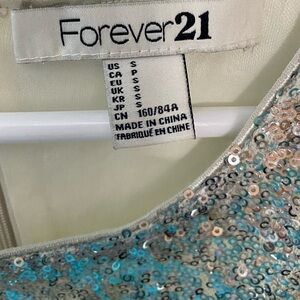 Forever21
US S
CA P
EU S
UK S
KR S
JP S
CN 160/84A
MADE IN CHINA
FABRIQUÉ EN CHINE